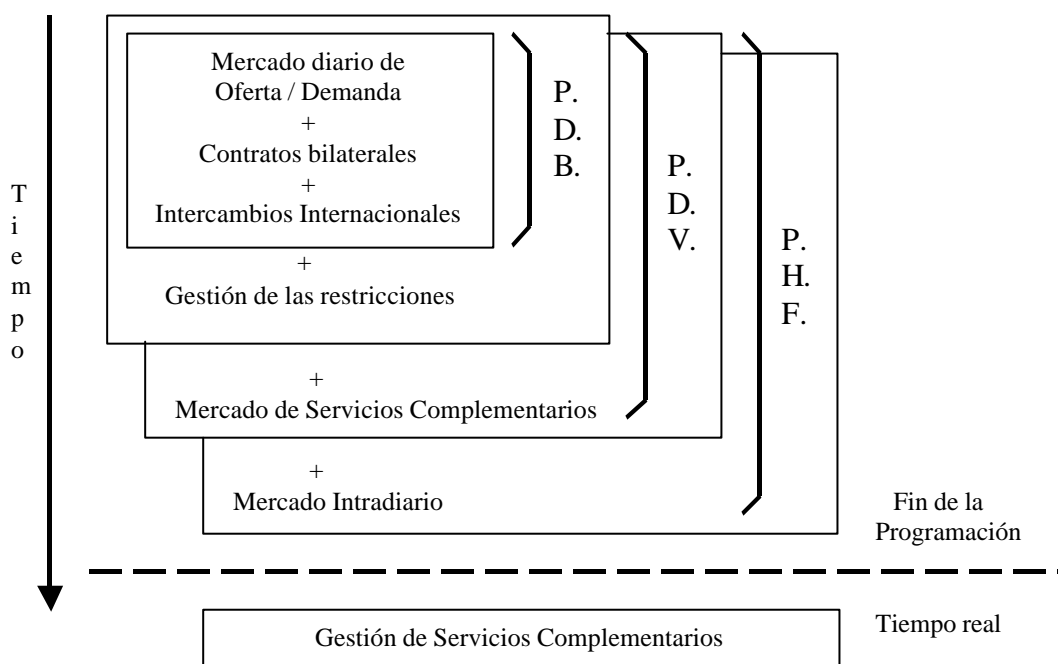 Mercado diario de
Oferta / Demanda
+
Contratos bilaterales
+
Intercambios Internacionales
+
Gestión de las restricciones
+
Mercado de Servicios Complementarios
+
Mercado Intradiario
P.
D.
B.
P.
D.
V.
P.
H.
F.
T
i
e
m
p
o
Fin de la
Programación
Tiempo real
Gestión de Servicios Complementarios